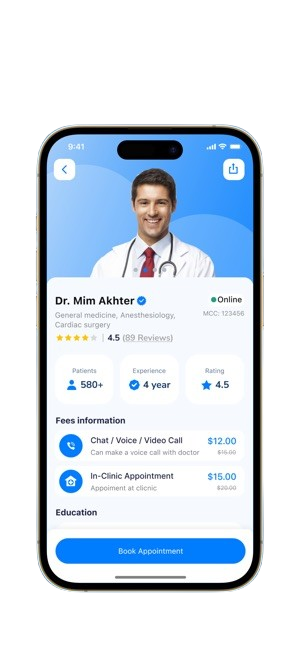 9:41
Dr. Mim Akhter
Online
General medicine, Anesthesiology,
Cardiac surgery
MCC: 123456
4.5 (89 Reviews)
Patients
580+
Experience
4 year
Rating
4.5
Fees information
Chat / Voice / Video Call
$12.00
Can make a voice call with doctor
$15.00
In-Clinic Appointment
$15.00
Appoiment at clicnic
$20.00
Education
Book Appointment